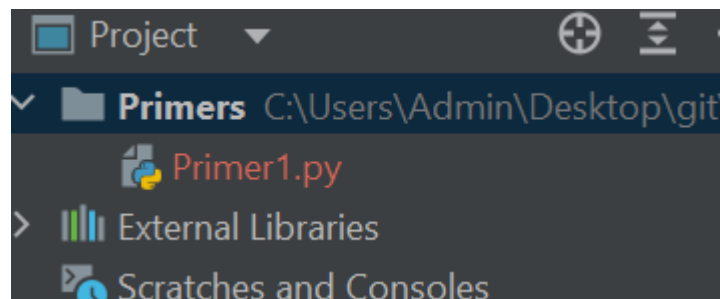 Project
Primers C:\Users\Admin\Desktop\git\
Primer1.py
External Libraries
Scratches and Consoles